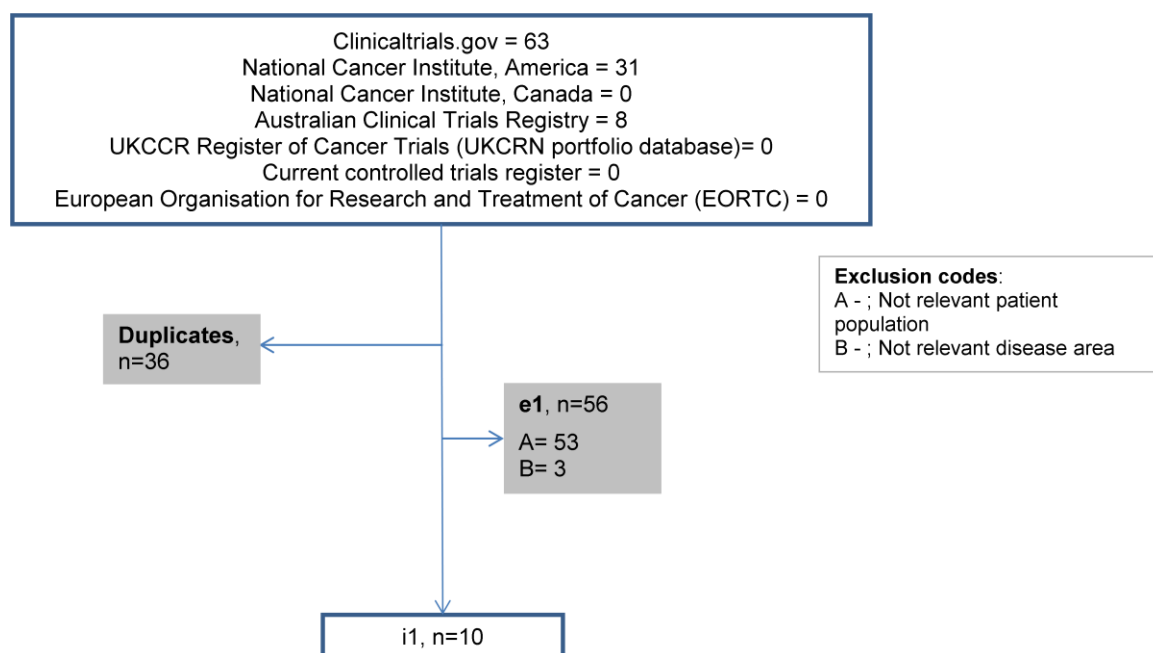 Clinicaltrials.gov = 63
National Cancer Institute, America = 31
National Cancer Institute, Canada = 0
Australian Clinical Trials Registry = 8
UKCCR Register of Cancer Trials (UKCRN portfolio database)= 0
Current controlled trials register = 0
European Organisation for Research and Treatment of Cancer (EORTC) = 0
Exclusion codes:
A - ; Not relevant patient
population
B - ; Not relevant disease area
Duplicates,
n=36
e1, n=56
A= 53
B= 3
i1, n=10